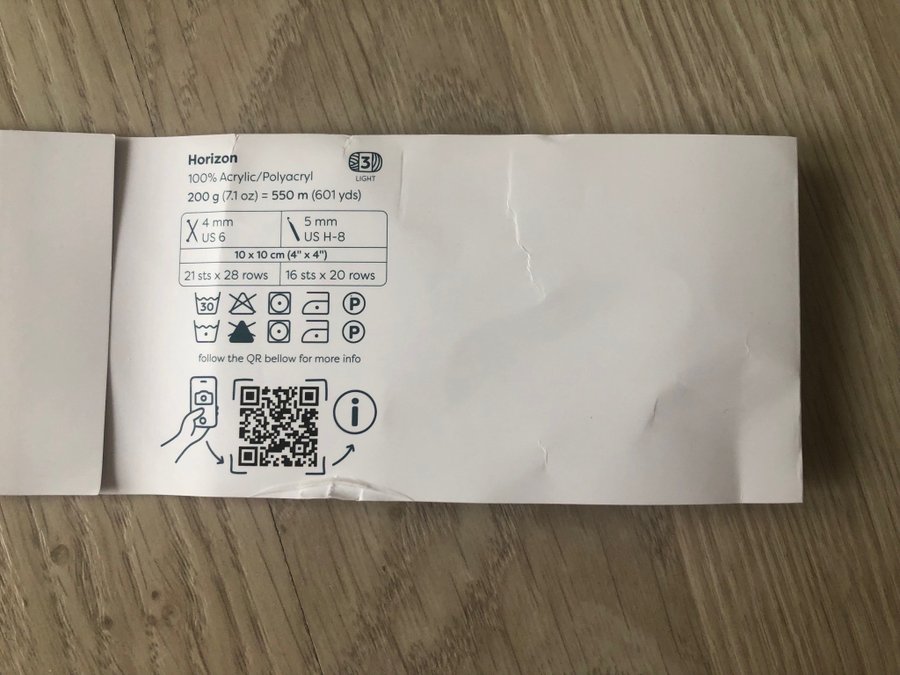 Horizon
100% Acrylic/Polyacryl
200 g (7.1 oz) = 550 m (601 yds)
3
LIGHT
4 mm
US 6
5 mm
US H-8
10 x 10 cm (4" x 4")
21 sts x 28 rows
16 sts x 20 rows
30 P
P
follow the QR bellow for more info
i